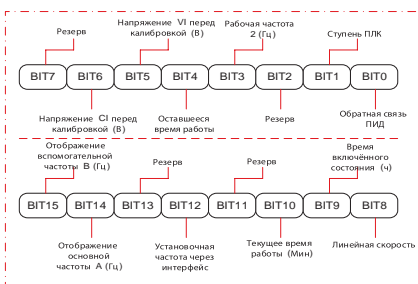 Резерв
Напряжение VI перед
калибровкой (В)
Рабочая частота
2 (Гц)
Ступень ПЛК
BIT7 BIT6 BIT5 BIT4 BIT3 BIT2 BIT1 BIT0
Напряжение CI перед
калибровкой (В)
Оставшееся
время работы
Резерв
Обратная связь
ПИД
Отображение
вспомогательной
частоты B (Гц)
Резерв
Резерв
Время
включённого
состояния (ч)
BIT15 BIT14 BIT13 BIT12 BIT11 BIT10 BIT9 BIT8
Отображение
основной
частоты A (Гц)
Установочная
частота через
интерфейс
Текущее время
работы (Мин)
Линейная скорость